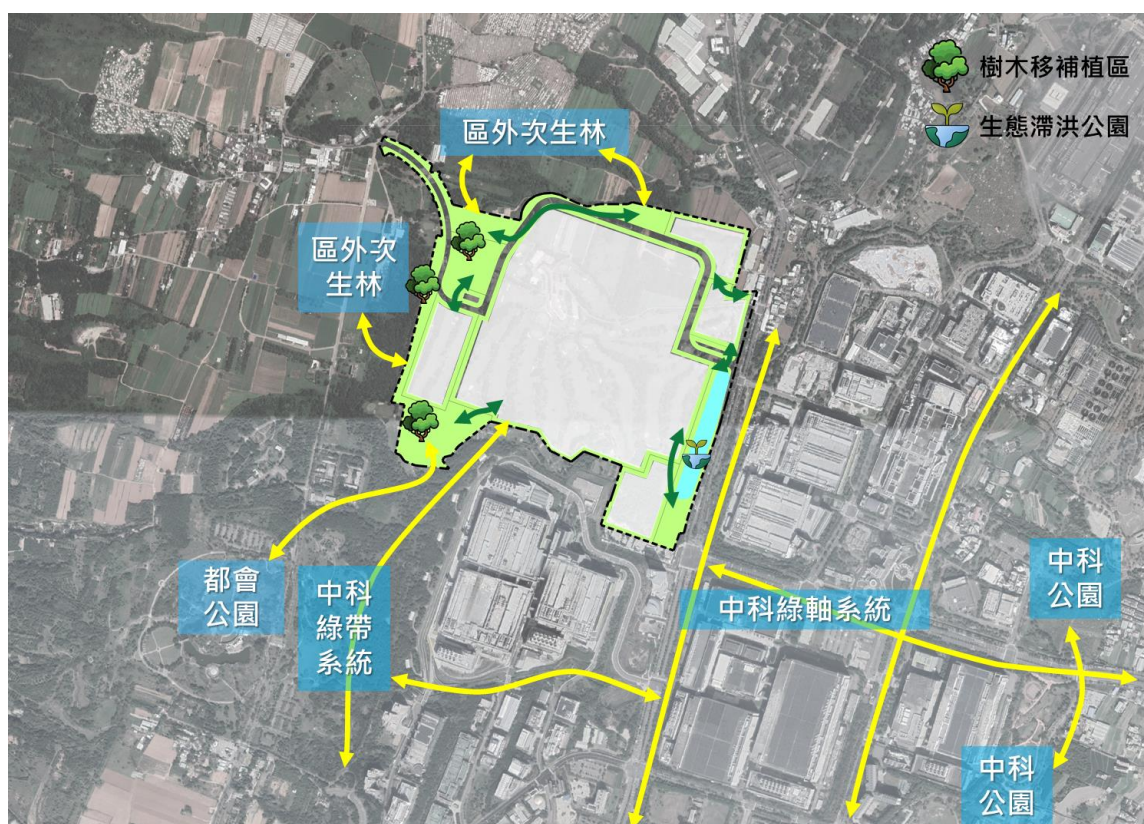 樹木移補植區
生態滯洪公園
區外次生林
區外次
生林
都會
公園
中科
綠帶
系統
中科綠軸系統
中科
公園
中科
公園